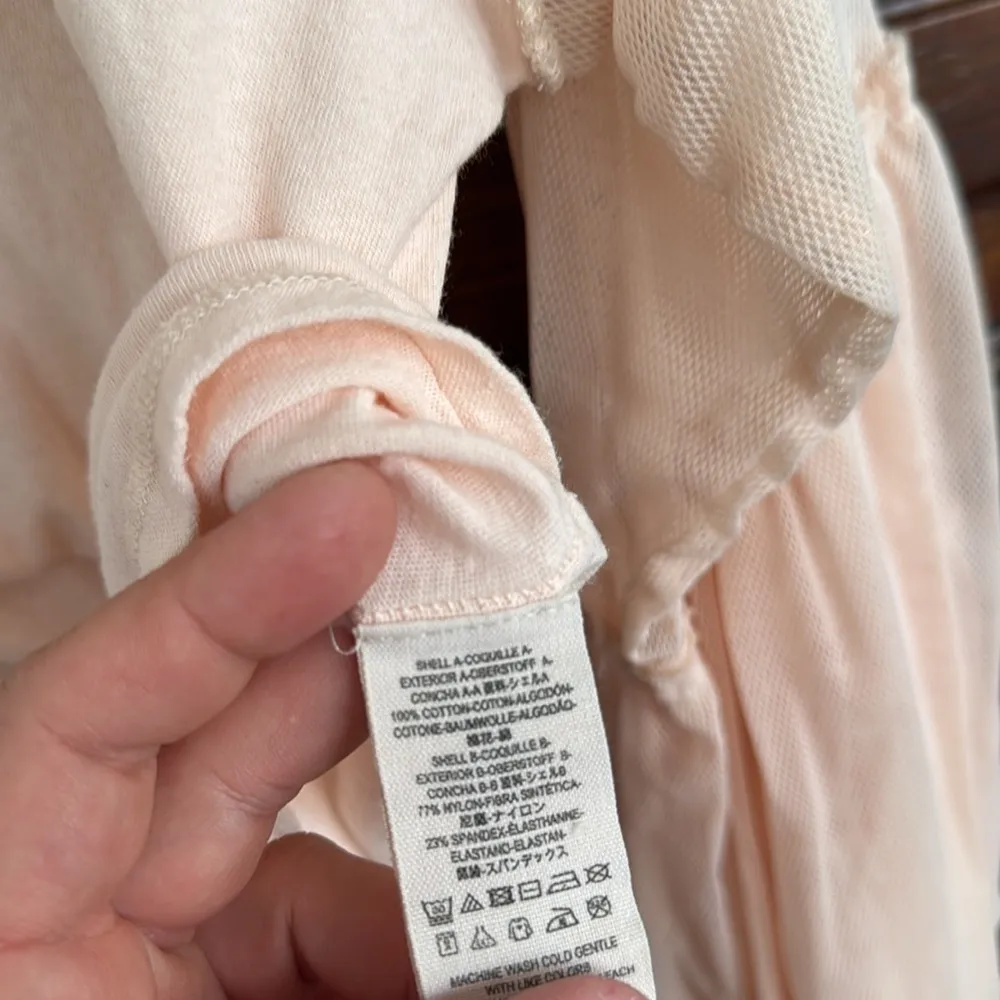 SHELL A-COQUILLE A-
EXTERIOR A-OBERSTOFF A-
CONCHA A-A 面料-シェルA
100% COTTON-COTON-ALGODÓN-
COTONE-BAUMWOLLE-ALGODÃO-
棉花-綿
SHELL B-COQUILLE B-
EXTERIOR B-OBERSTOFF B-
CONCHA B-B 面料-シェルB
77% NYLON-FIBRA SINTÉTICA-
尼龍-ナイロン
23% SPANDEX-ÉLASTHANNE-
ELASTANO-ELASTAN-
スパンデックス
MACHINE WASH COLD GENTLE
WITH LIKE COLORS